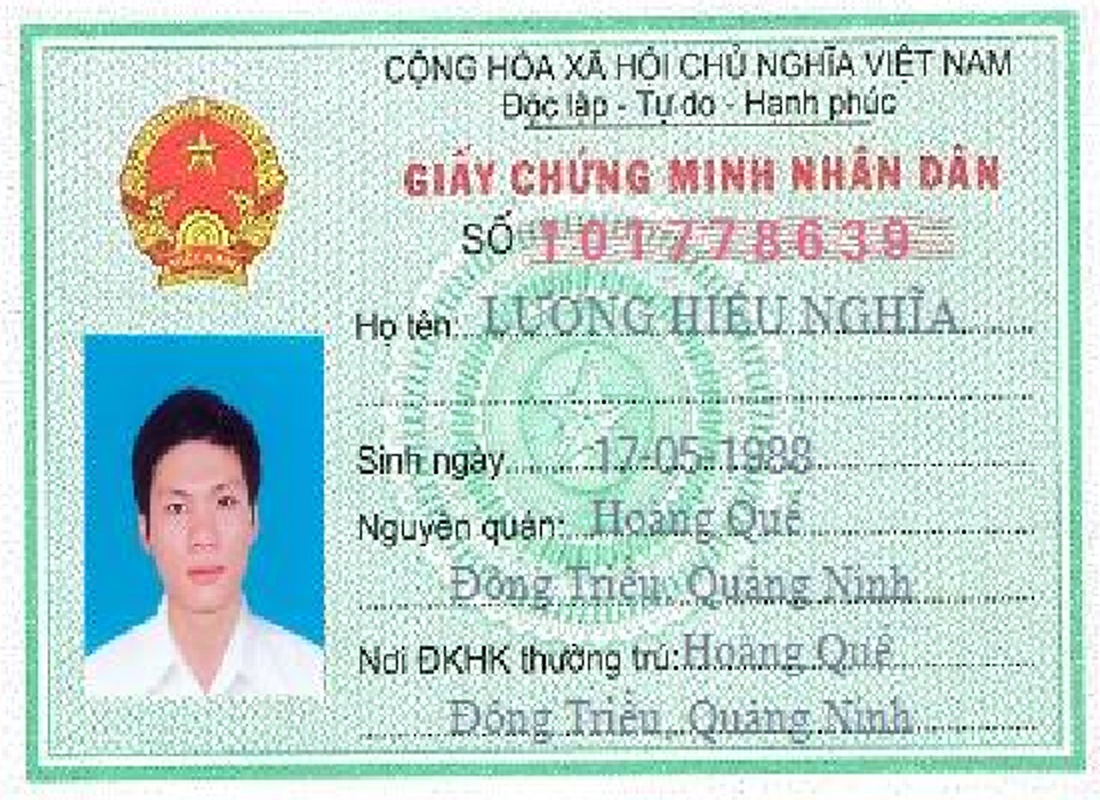 CỘNG HÒA XÃ HỘI CHỦ NGHĨA VIỆT NAM
Độc lập - Tự do - Hạnh phúc
GIẤY CHỨNG MINH NHÂN DÂN
SỐ 101778639
Họ tên: LƯƠNG HIẾU NGHĨA
Sinh ngày 17-05-1988
Nguyên quán: Hoàng Quế
Đông Triều, Quảng Ninh
Nơi ĐKHK thường trú: Hoàng Quế
Đông Triều, Quảng Ninh